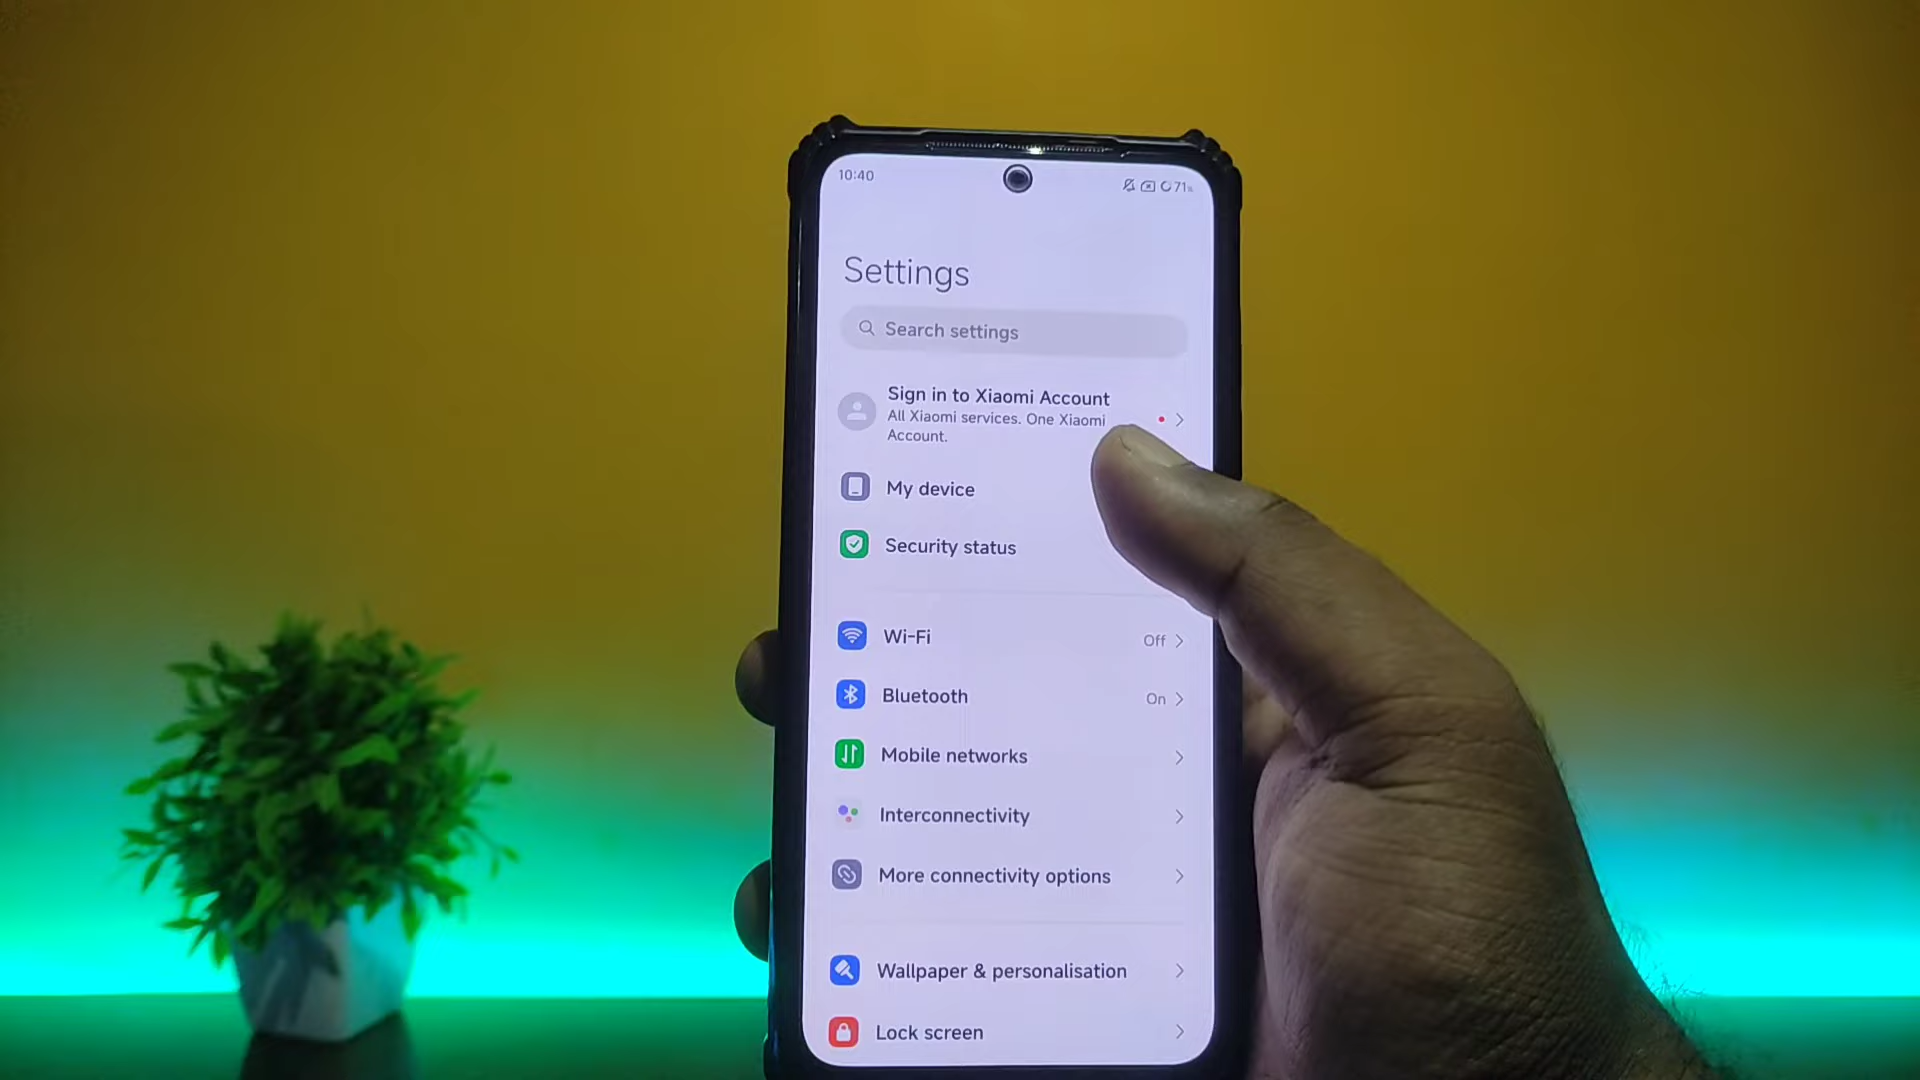 10:40
71%
Settings
Search settings
Sign in to Xiaomi Account
All Xiaomi services. One Xiaomi
Account.
My device
Security status
Wi-Fi
Off
Bluetooth
On
Mobile networks
Interconnectivity
More connectivity options
Wallpaper & personalisation
Lock screen